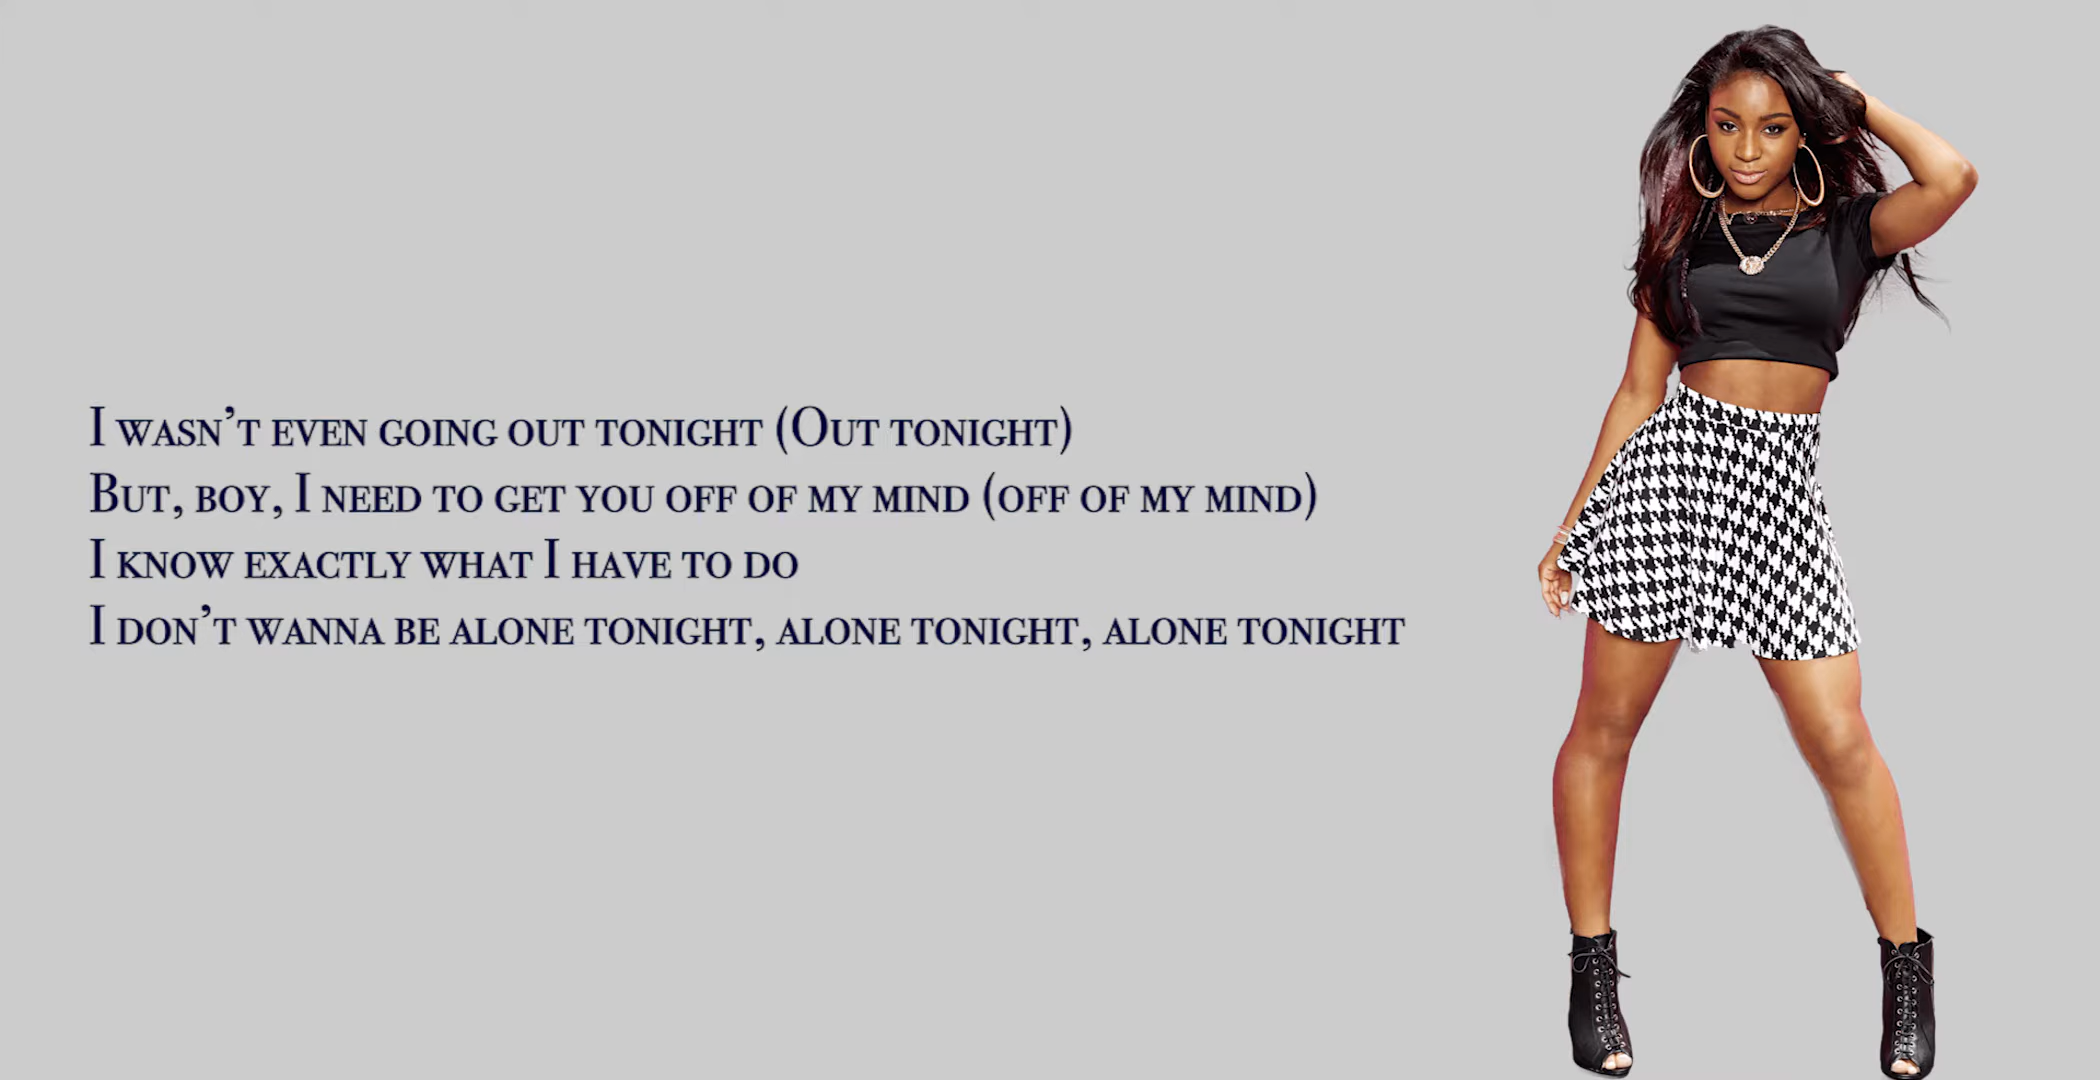 I wasn’t even going out tonight (Out tonight)
But, boy, I need to get you off of my mind (off of my mind)
I know exactly what I have to do
I don’t wanna be alone tonight, alone tonight, alone tonight